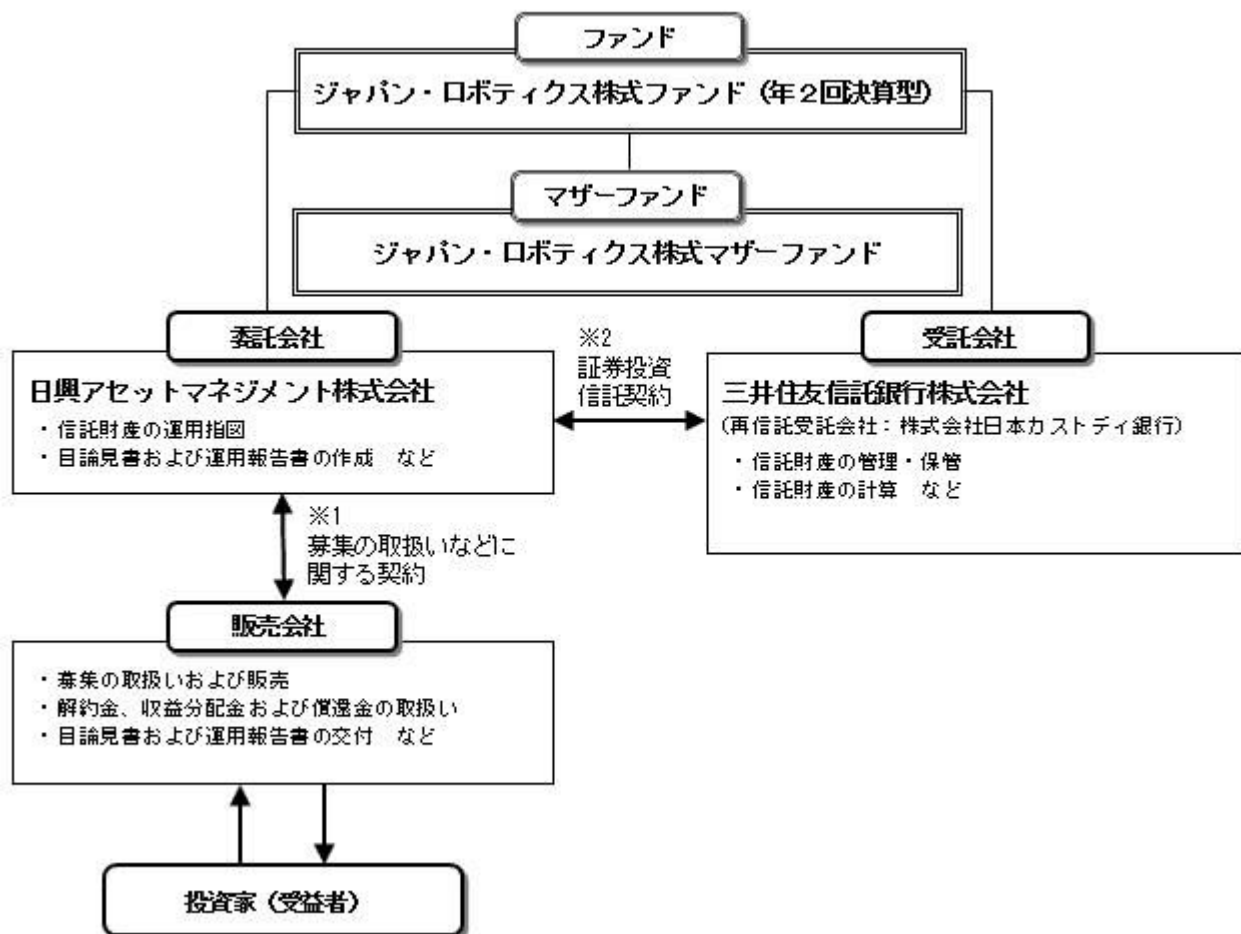 ファンド
ジャパン・ロボティクス株式ファンド（年２回決算型）
マザーファンド
ジャパン・ロボティクス株式マザーファンド
委託会社
日興アセットマネジメント株式会社
・信託財産の運用指図
・目論見書および運用報告書の作成　など
※2
証券投資
信託契約
受託会社
三井住友信託銀行株式会社
（再信託受託会社：株式会社日本カストディ銀行）
・信託財産の管理・保管
・信託財産の計算　など
※1
募集の取扱いなどに
関する契約
販売会社
・募集の取扱いおよび販売
・解約金、収益分配金および償還金の取扱い
・目論見書および運用報告書の交付　など
投資家（受益者）